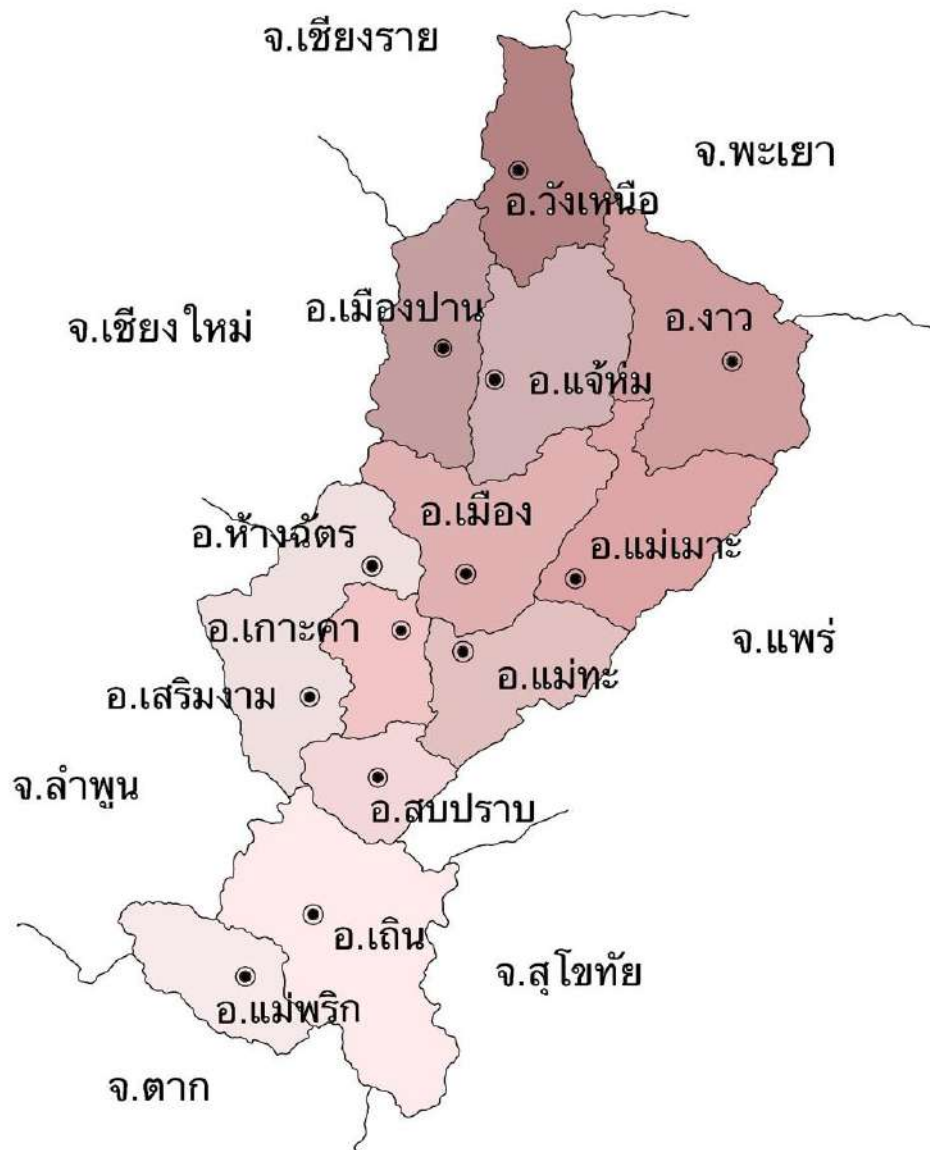 จ.เชียงราย
จ.พะเยา
อ.วังเหนือ
อ.เมืองปาน
อ.งาว
จ.เชียงใหม่
อ.แจ้ห่ม
อ.เมือง
อ.ห้างฉัตร
อ.แม่เมาะ
อ.เกาะคา
จ.แพร่
อ.แม่ทะ
อ.เสริมงาม
จ.ลำพูน
อ.สบปราบ
อ.เถิน
จ.สุโขทัย
อ.แม่พริก
จ.ตาก